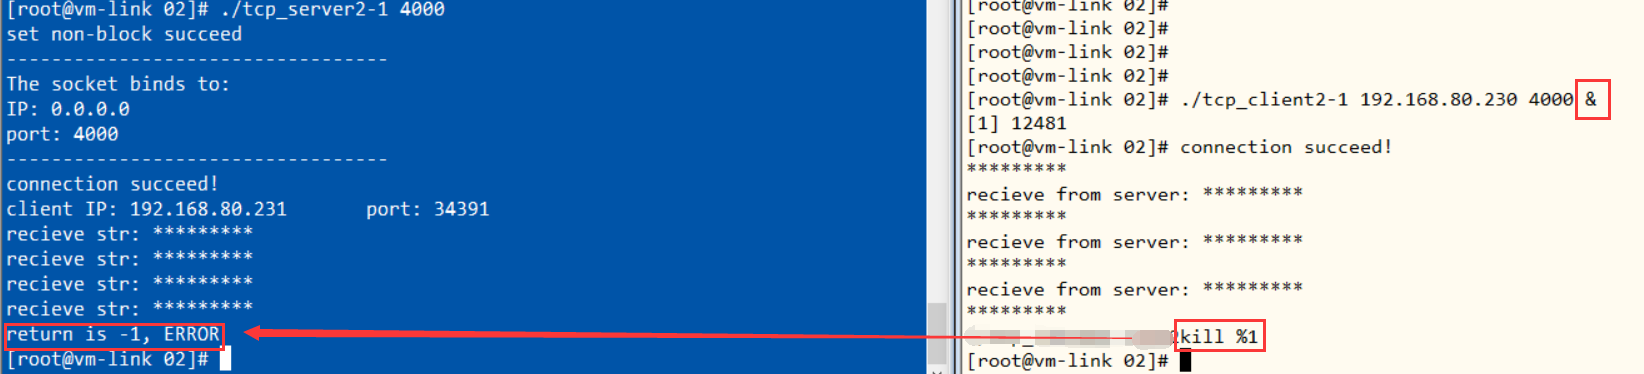 [root@vm-link 02]# ./tcp_server2-1 4000
set non-block succeed
----------------------------------
The socket binds to:
IP: 0.0.0.0
port: 4000
----------------------------------
connection succeed!
client IP: 192.168.80.231 port: 34391
recieve str: *********
recieve str: *********
recieve str: *********
recieve str: *********
return is -1, ERROR
[root@vm-link 02]#
[root@vm-link 02]#
[root@vm-link 02]#
[root@vm-link 02]#
[root@vm-link 02]#
[root@vm-link 02]# ./tcp_client2-1 192.168.80.230 4000 &
[1] 12481
[root@vm-link 02]# connection succeed!
*********
recieve from server: *********
*********
recieve from server: *********
*********
recieve from server: *********
*********
kill %1
[root@vm-link 02]#